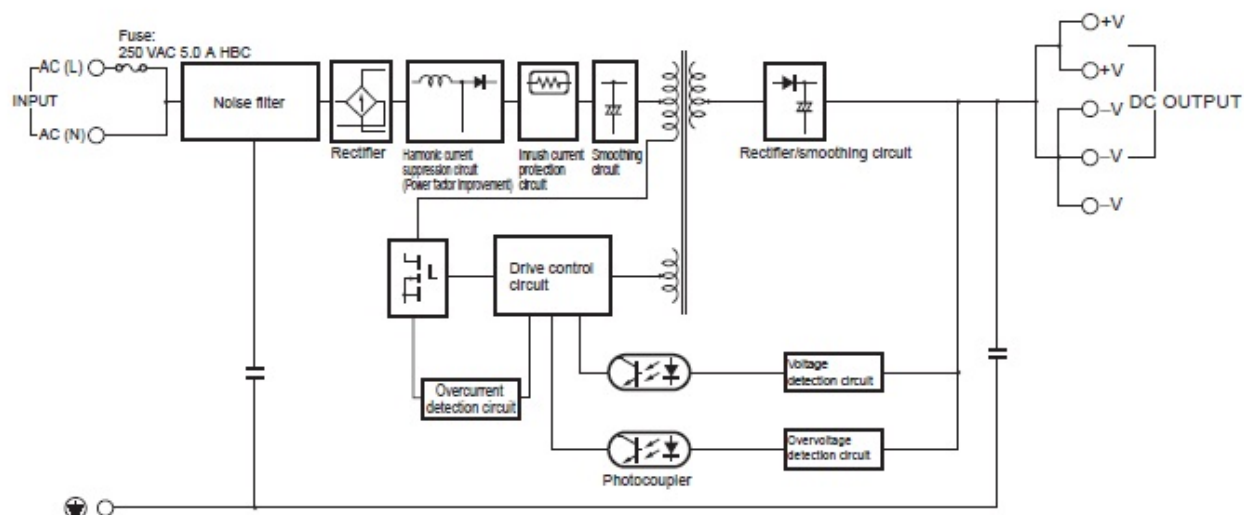 Fuse:
250 VAC 5.0 A HBC
AC (L)
INPUT
AC (N)
Noise filter
Rectifier
Harmonic current
suppression circuit
(Power factor improvement)
Inrush current
protection
circuit
Smoothing
circuit
Rectifier/smoothing circuit
+V
+V
–V
DC OUTPUT
–V
–V
L
Drive control
circuit
Overcurrent
detection circuit
Voltage
detection circuit
Overvoltage
detection circuit
Photocoupler